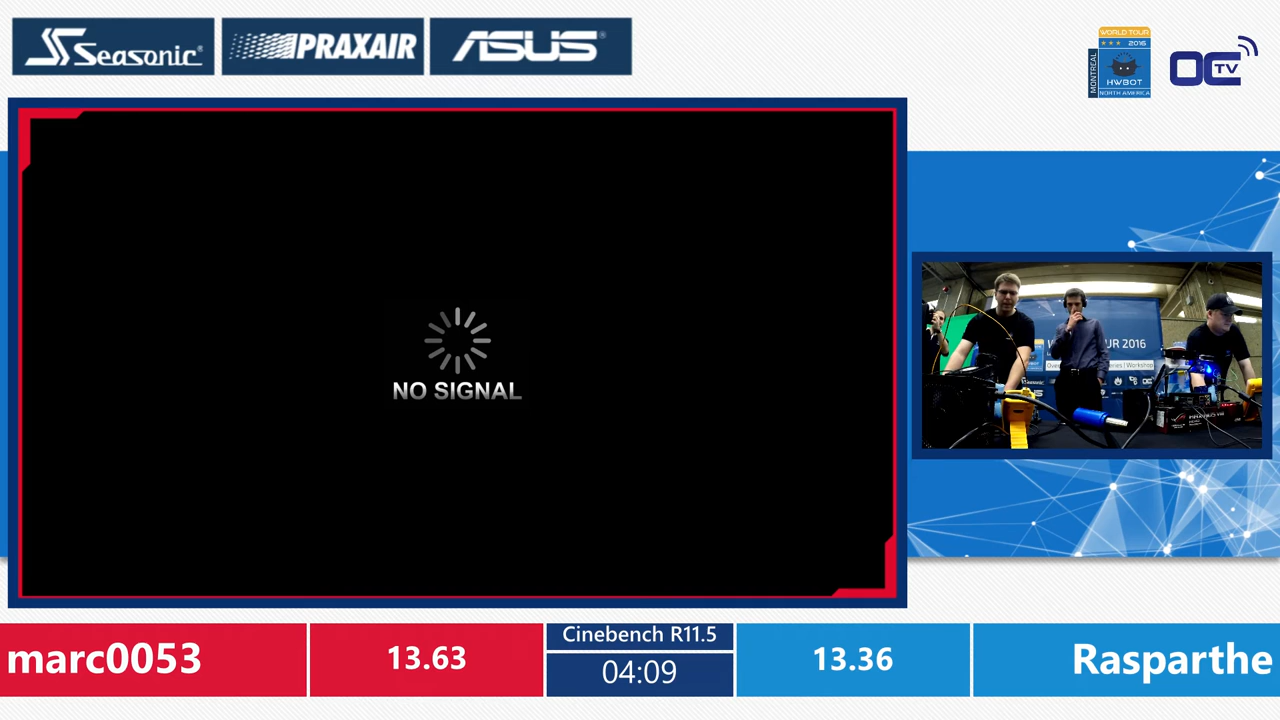 Seasonic®
PRAXAIR
ASUS®
WORLD TOUR
2016
MONTREAL
HWBOT
NORTH AMERICA
OC TV
NO SIGNAL
UR 2016
Workshop
marc0053
13.63
Cinebench R11.5
04:09
13.36
Rasparthe